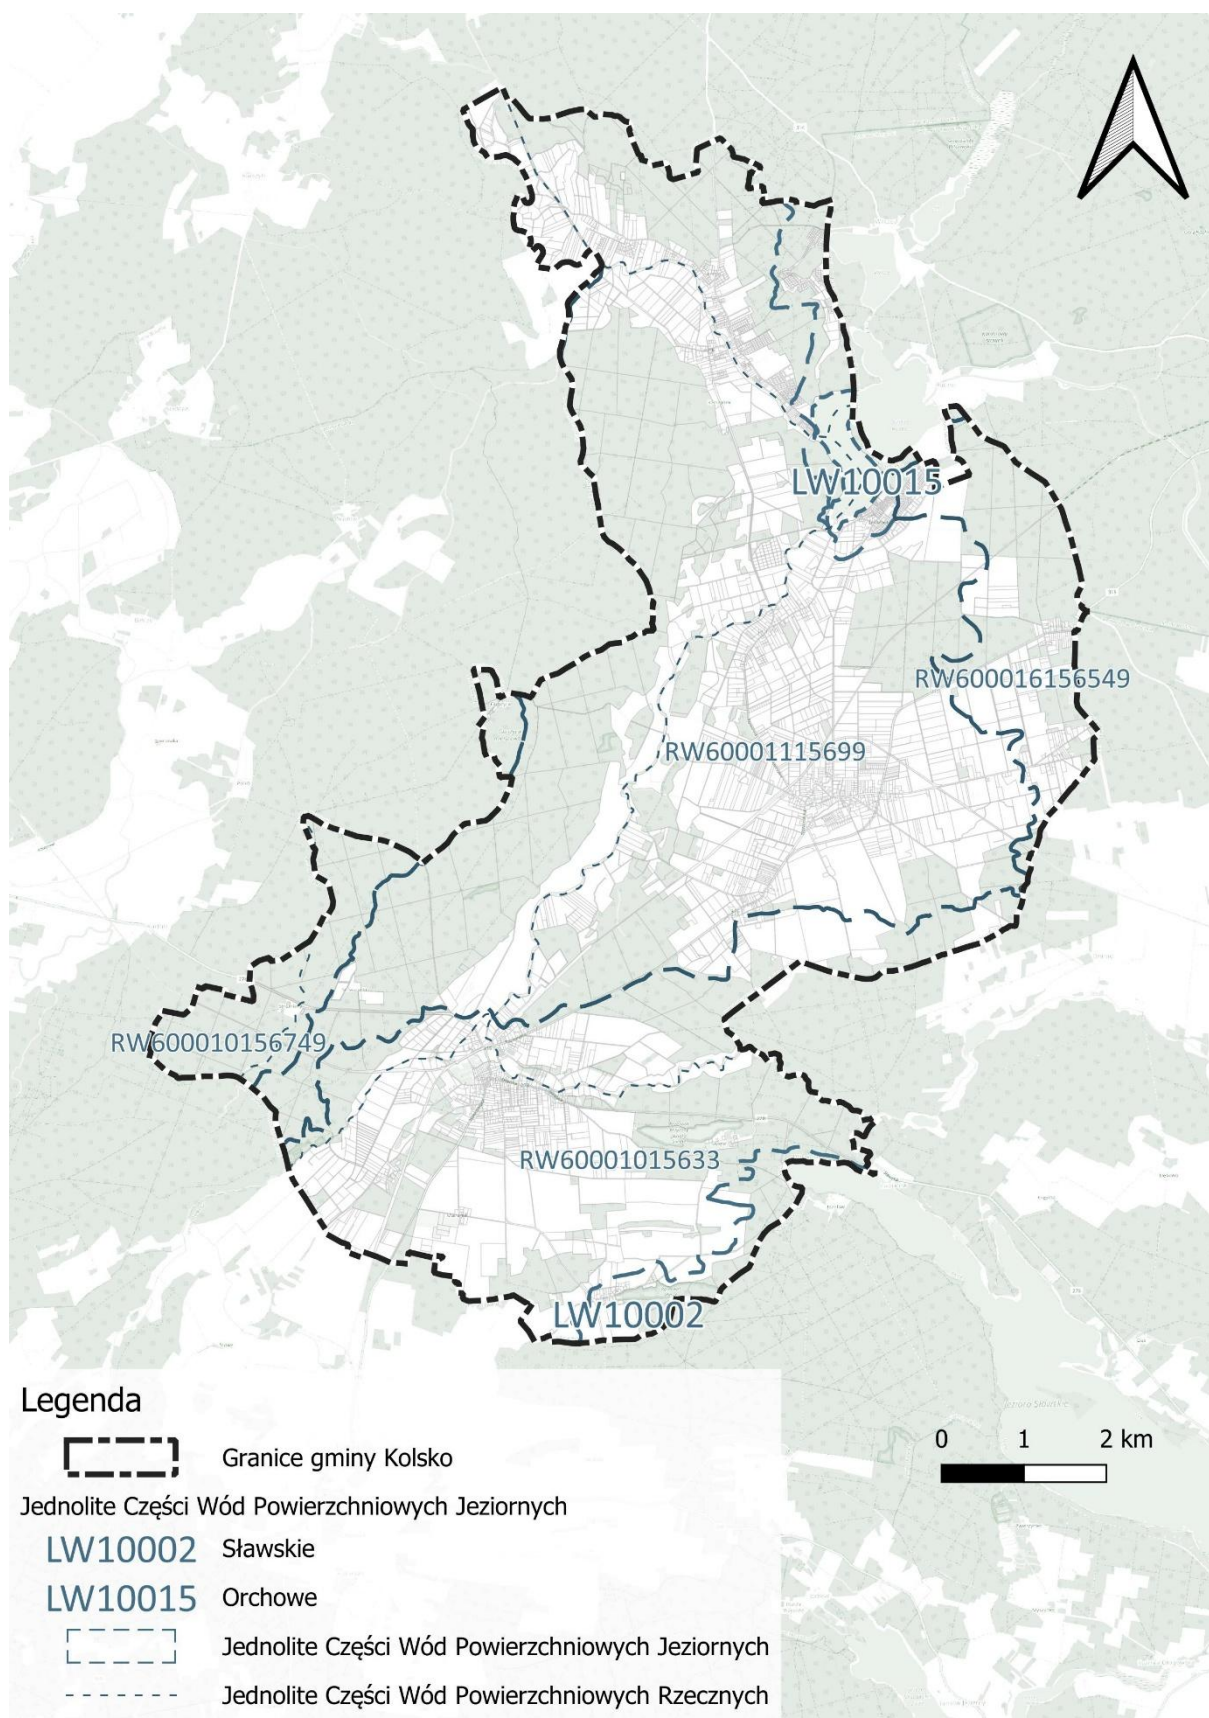 LW10015
RW600016156549
RW60001115699
RW600010156749
RW60001015633
LW10002
Legenda
Granice gminy Kolsko
Jednolite Części Wód Powierzchniowych Jeziornych
LW10002 Sławskie
LW10015 Orchowe
Jednolite Części Wód Powierzchniowych Jeziornych
Jednolite Części Wód Powierzchniowych Rzecznych
0 1 2 km